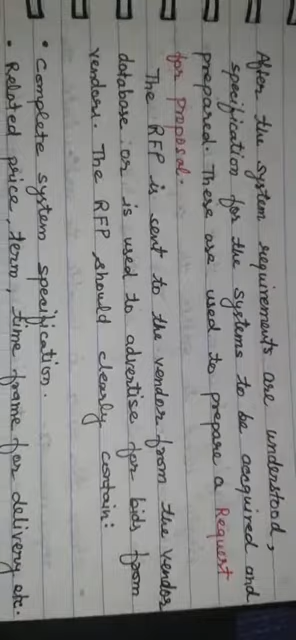 After the system requirements are understood,
specification for the systems to be acquired and
prepared. These are used to prepare a Request
for proposal.
The RFP is sent to the vendor from the vendor
database or is used to advertise for bids from
vendors. The RFP should clearly contain:
• Complete system specification.
• Related price, term, time frame for delivery etc.